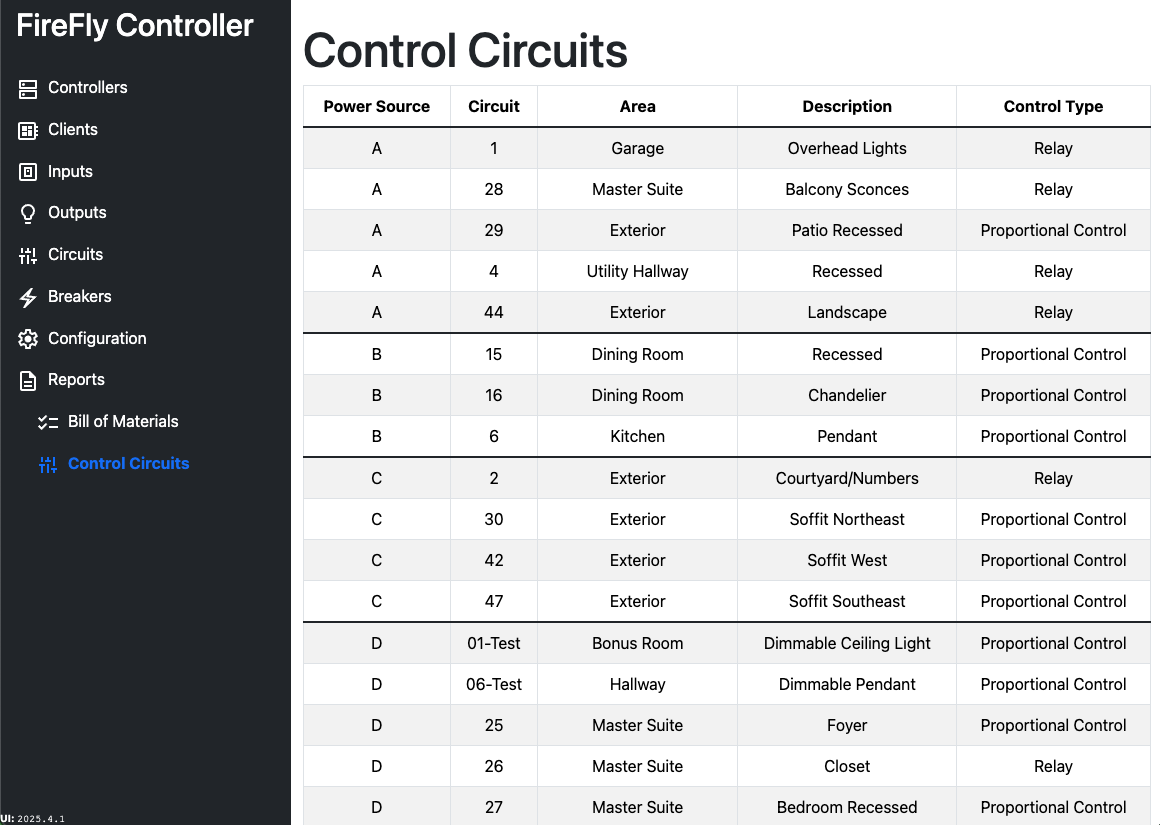 FireFly Controller
Controllers
Clients
Inputs
Outputs
Circuits
Breakers
Configuration
Reports
Bill of Materials
Control Circuits
UI: 2025.4.1
Control Circuits
Power Source Circuit Area Description Control Type
A 1 Garage Overhead Lights Relay
A 28 Master Suite Balcony Sconces Relay
A 29 Exterior Patio Recessed Proportional Control
A 4 Utility Hallway Recessed Relay
A 44 Exterior Landscape Relay
B 15 Dining Room Recessed Proportional Control
B 16 Dining Room Chandelier Proportional Control
B 6 Kitchen Pendant Proportional Control
C 2 Exterior Courtyard/Numbers Relay
C 30 Exterior Soffit Northeast Proportional Control
C 42 Exterior Soffit West Proportional Control
C 47 Exterior Soffit Southeast Proportional Control
D 01-Test Bonus Room Dimmable Ceiling Light Proportional Control
D 06-Test Hallway Dimmable Pendant Proportional Control
D 25 Master Suite Foyer Proportional Control
D 26 Master Suite Closet Relay
D 27 Master Suite Bedroom Recessed Proportional Control